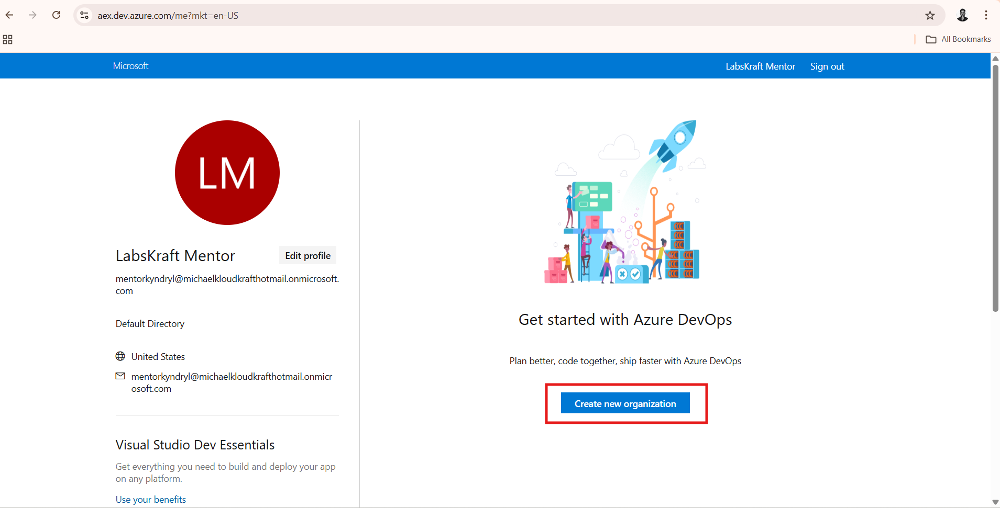 aex.dev.azure.com/me?mkt=en-US
All Bookmarks
Microsoft
LabsKraft Mentor
Sign out
LM
LabsKraft Mentor
Edit profile
mentorkyndryl@michaelkloudkrafthotmail.onmicrosoft.
com
Default Directory
United States
mentorkyndryl@michaelkloudkrafthotmail.onmicr
osoft.com
Visual Studio Dev Essentials
Get everything you need to build and deploy your app
on any platform.
Use your benefits
Get started with Azure DevOps
Plan better, code together, ship faster with Azure DevOps
Create new organization